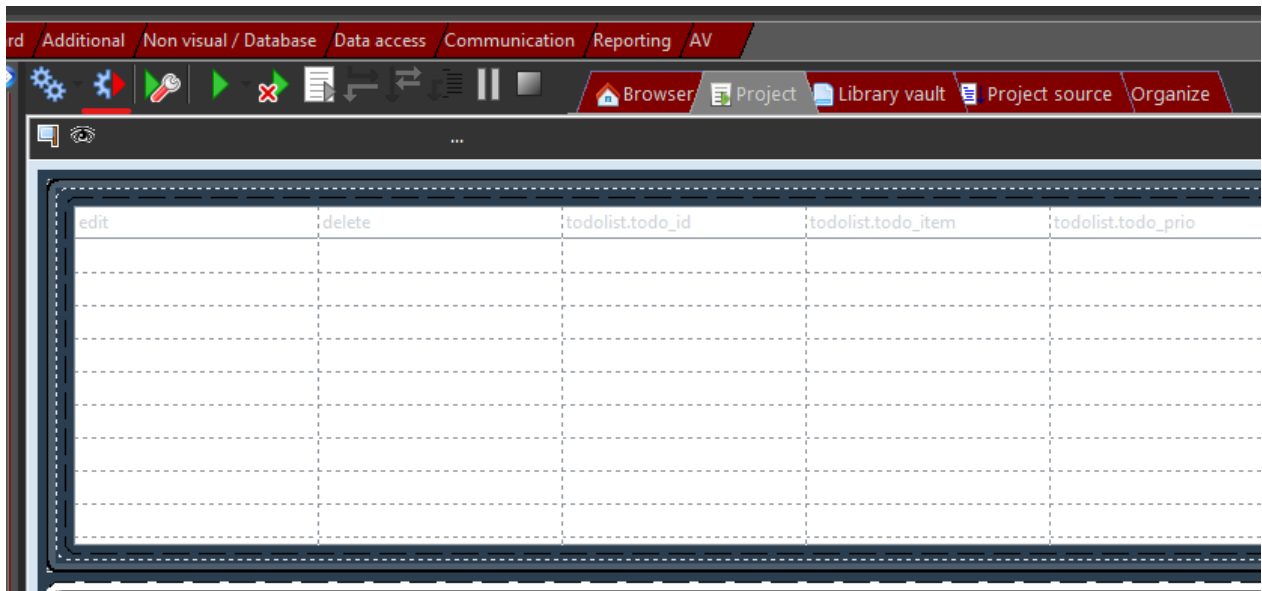 rd Additional Non visual / Database Data access Communication Reporting AV
Browser Project Library vault Project source Organize
...
edit delete todolist.todo_id todolist.todo_item todolist.todo_prio